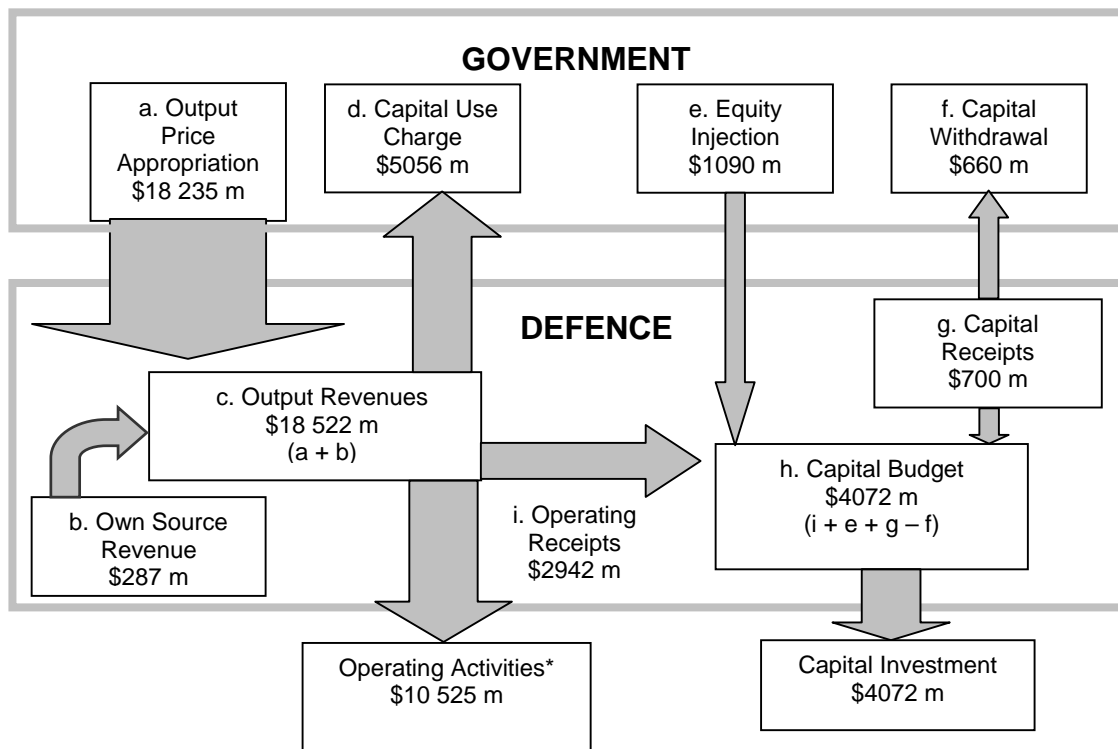 GOVERNMENT
a. Output
Price
Appropriation
$18 235 m
d. Capital Use
Charge
$5056 m
e. Equity
Injection
$1090 m
f. Capital
Withdrawal
$660 m
DEFENCE
g. Capital
Receipts
$700 m
c. Output Revenues
$18 522 m
(a + b)
b. Own Source
Revenue
$287 m
i. Operating
Receipts
$2942 m
h. Capital Budget
$4072 m
(i + e + g – f)
Operating Activities*
$10 525 m
Capital Investment
$4072 m